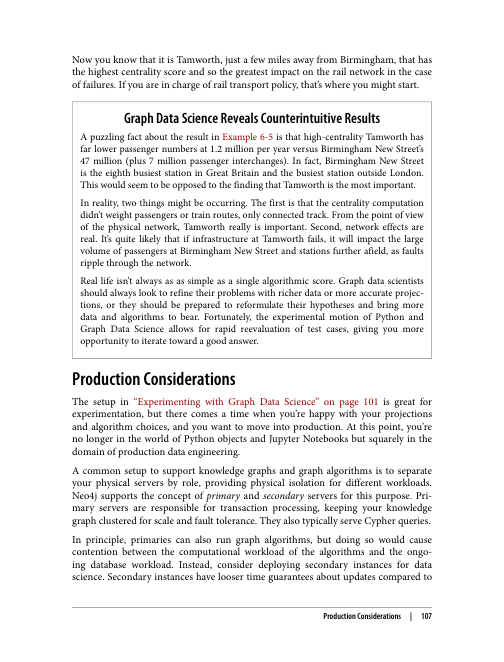 Now you know that it is Tamworth, just a few miles away from Birmingham, that has
the highest centrality score and so the greatest impact on the rail network in the case
of failures. If you are in charge of rail transport policy, that's where you might start.
Graph Data Science Reveals Counterintuitive Results
A puzzling fact about the result in Example 6-5 is that high-centrality Tamworth has
far lower passenger numbers at 1.2 million per year versus Birmingham New Street's
47 million (plus 7 million passenger interchanges). In fact, Birmingham New Street
is the eighth busiest station in Great Britain and the busiest station outside London.
This would seem to be opposed to the finding that Tamworth is the most important.
In reality, two things might be occurring. The first is that the centrality computation
didn't weight passengers or train routes, only connected track. From the point of view
of the physical network, Tamworth really is important. Second, network effects are
real. It's quite likely that if infrastructure at Tamworth fails, it will impact the large
volume of passengers at Birmingham New Street and stations further afield, as faults
ripple through the network.
Real life isn't always as as simple as a single algorithmic score. Graph data scientists
should always look to refine their problems with richer data or more accurate projec-
tions, or they should be prepared to reformulate their hypotheses and bring more
data and algorithms to bear. Fortunately, the experimental motion of Python and
Graph Data Science allows for rapid reevaluation of test cases, giving you more
opportunity to iterate toward a good answer.
Production Considerations
The setup in “Experimenting with Graph Data Science” on page 101 is great for
experimentation, but there comes a time when you're happy with your projections
and algorithm choices, and you want to move into production. At this point, you're
no longer in the world of Python objects and Jupyter Notebooks but squarely in the
domain of production data engineering.
A common setup to support knowledge graphs and graph algorithms is to separate
your physical servers by role, providing physical isolation for different workloads.
Neo4j supports the concept of primary and secondary servers for this purpose. Pri-
mary servers are responsible for transaction processing, keeping your knowledge
graph clustered for scale and fault tolerance. They also typically serve Cypher queries.
In principle, primaries can also run graph algorithms, but doing so would cause
contention between the computational workload of the algorithms and the ongo-
ing database workload. Instead, consider deploying secondary instances for data
science. Secondary instances have looser time guarantees about updates compared to
Production Considerations | 107